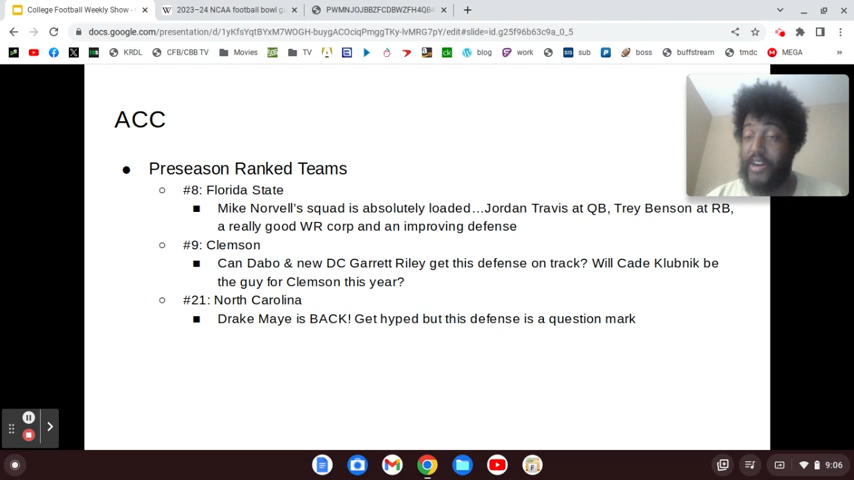 College Football Weekly Show -
2023–24 NCAA football bowl ga
PWMNJOJBBZFCDBWZFH4QB4
docs.google.com/presentation/d/1yKfsYqtBYxM7WOGH-buygACOciqPmggTKy-lvMRG7pY/edit#slide=id.g25f96b63c9a_0_5
KRDL
CFB/CBB TV
Movies
TV
blog
work
sub
boss
buffstream
tmdc
MEGA
ACC
● Preseason Ranked Teams
○ #8: Florida State
■ Mike Norvell's squad is absolutely loaded...Jordan Travis at QB, Trey Benson at RB,
a really good WR corp and an improving defense
○ #9: Clemson
■ Can Dabo & new DC Garrett Riley get this defense on track? Will Cade Klubnik be
the guy for Clemson this year?
○ #21: North Carolina
■ Drake Maye is BACK! Get hyped but this defense is a question mark
9:06